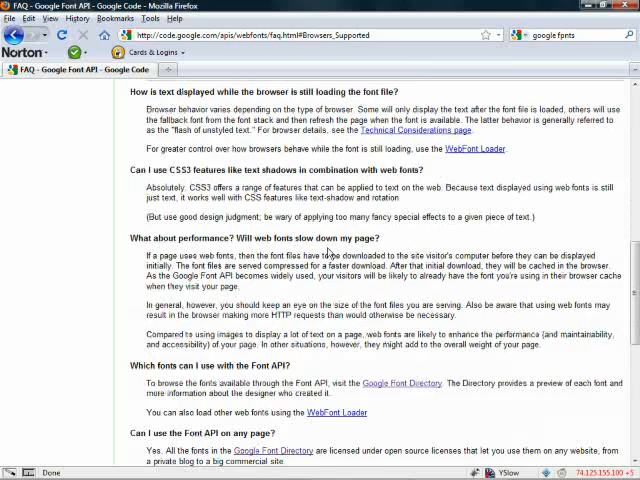 FAQ - Google Font API - Google Code - Mozilla Firefox
File Edit View History Bookmarks Tools Help
http://code.google.com/apis/webfonts/faq.html#Browsers_Supported
google fpnts
Norton
Cards & Logins
FAQ - Google Font API - Google Code
How is text displayed while the browser is still loading the font file?
Browser behavior varies depending on the type of browser. Some will only display the text after the font file is loaded, others will use
the fallback font from the font stack and then refresh the page when the font is available. The latter behavior is generally referred to
as the "flash of unstyled text." For browser details, see the Technical Considerations page.
For greater control over how browsers behave while the font is still loading, use the WebFont Loader.
Can I use CSS3 features like text shadows in combination with web fonts?
Absolutely. CSS3 offers a range of features that can be applied to text on the web. Because text displayed using web fonts is still
just text, it works well with CSS features like text-shadow and rotation
(But use good design judgment; be wary of applying too many fancy special effects to a given piece of text.)
What about performance? Will web fonts slow down my page?
If a page uses web fonts, then the font files have to be downloaded to the site visitor's computer before they can be displayed
initially. The font files are served compressed for a faster download. After that initial download, they will be cached in the browser.
As the Google Font API becomes widely used, your visitors will be likely to already have the font you're using in their browser cache
when they visit your page.
In general, however, you should keep an eye on the size of the font files you are serving. Also be aware that using web fonts may
result in the browser making more HTTP requests than would otherwise be necessary.
Compared to using images to display a lot of text on a page, web fonts are likely to enhance the performance (and maintainability,
and accessibility) of your page. In other situations, however, they might add to the overall weight of your page.
Which fonts can I use with the Font API?
To browse the fonts available through the Font API, visit the Google Font Directory. The Directory provides a preview of each font and
more information about the designer who created it.
You can also load other web fonts using the WebFont Loader
Can I use the Font API on any page?
Yes. All the fonts in the Google Font Directory are licensed under open source licenses that let you use them on any website, from
a private blog to a big commercial site
Done
YSlow
74.125.155.100 +5